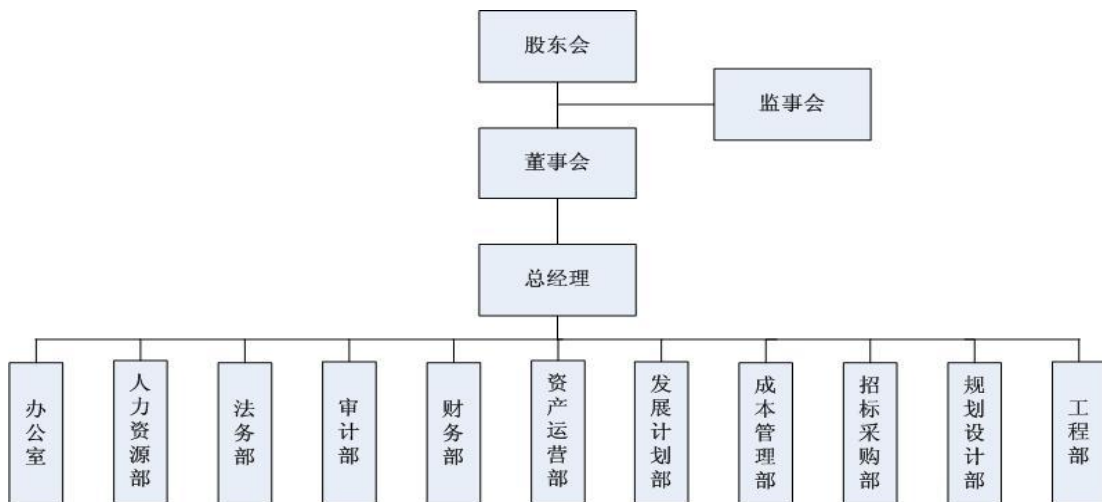 股东会
监事会
董事会
总经理
办公室
人力资源部
法务部
审计部
财务部
资产运营部
发展计划部
成本管理部
招标采购部
规划设计部
工程部